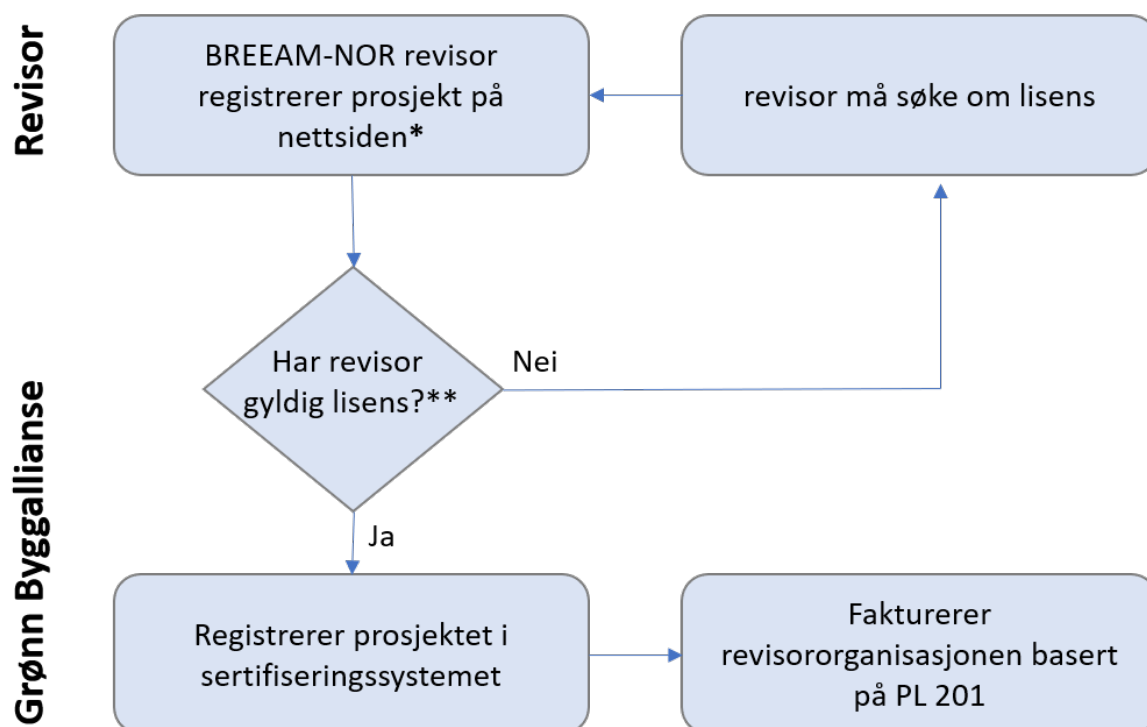 Revisor
BREEAM-NOR revisor
registrerer prosjekt på
nettsiden*
revisor må søke om lisens
Har revisor
gyldig lisens?**
Nei
Ja
Grønn Byggallianse
Registrerer prosjektet i
sertifiseringssystemet
Fakturerer
revisororganisasjonen basert
på PL 201